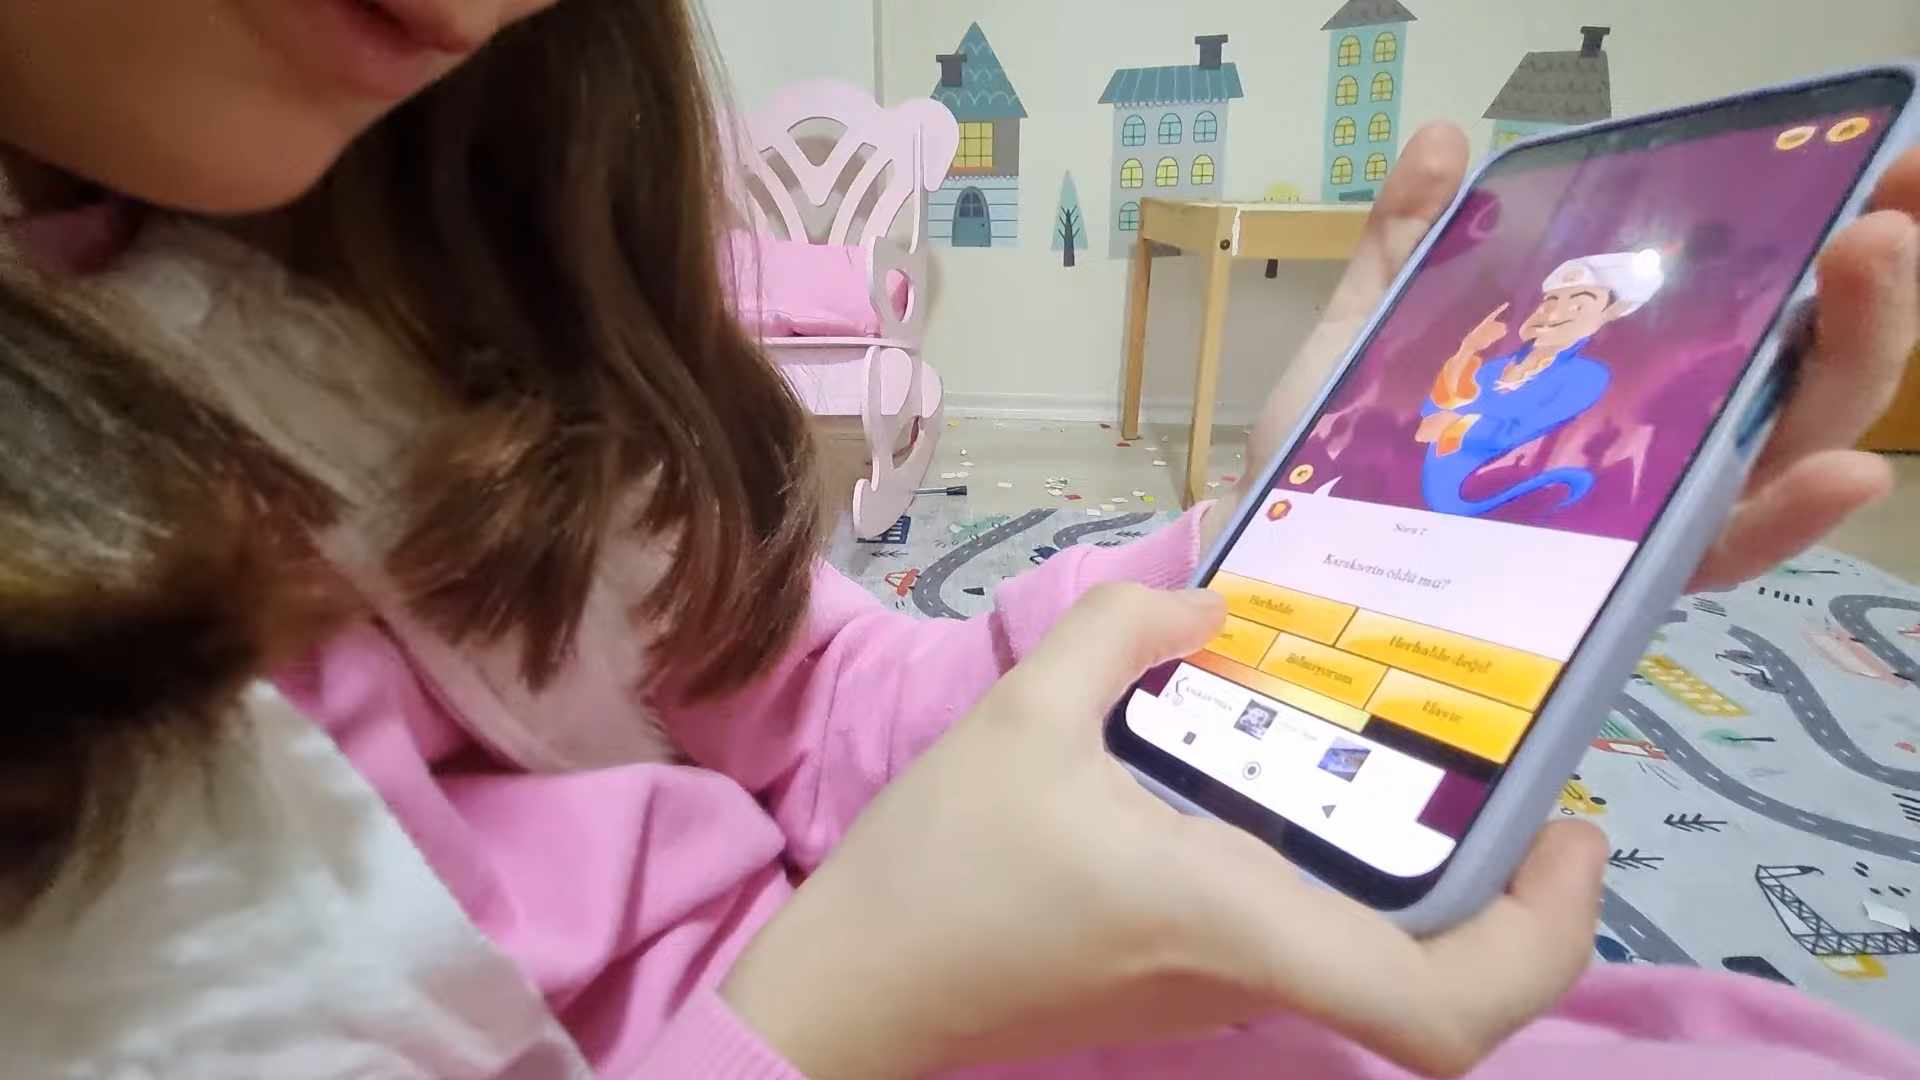 Soru 7
Karakterin öldü mü?
Herhalde
Herhalde değil
Bilmiyorum
Hayır